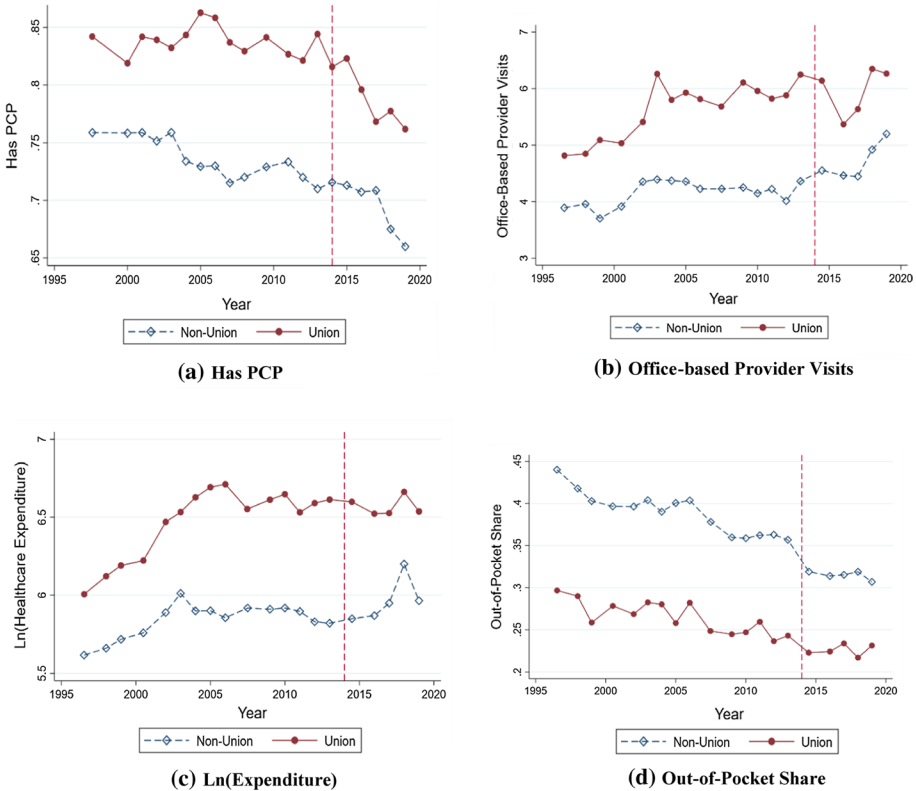 Has PCP
.85
.8
.75
.7
.65
1995 2000 2005 2010 2015 2020
Year
Non-Union Union
(a) Has PCP
Office-Based Provider Visits
7
6
5
4
3
1995 2000 2005 2010 2015 2020
Year
Non-Union Union
(b) Office-based Provider Visits
Ln(Healthcare Expenditure)
7
6.5
6
5.5
1995 2000 2005 2010 2015 2020
Year
Non-Union Union
(c) Ln(Expenditure)
Out-of-Pocket Share
.45
.4
.35
.3
.25
.2
1995 2000 2005 2010 2015 2020
Year
Non-Union Union
(d) Out-of-Pocket Share